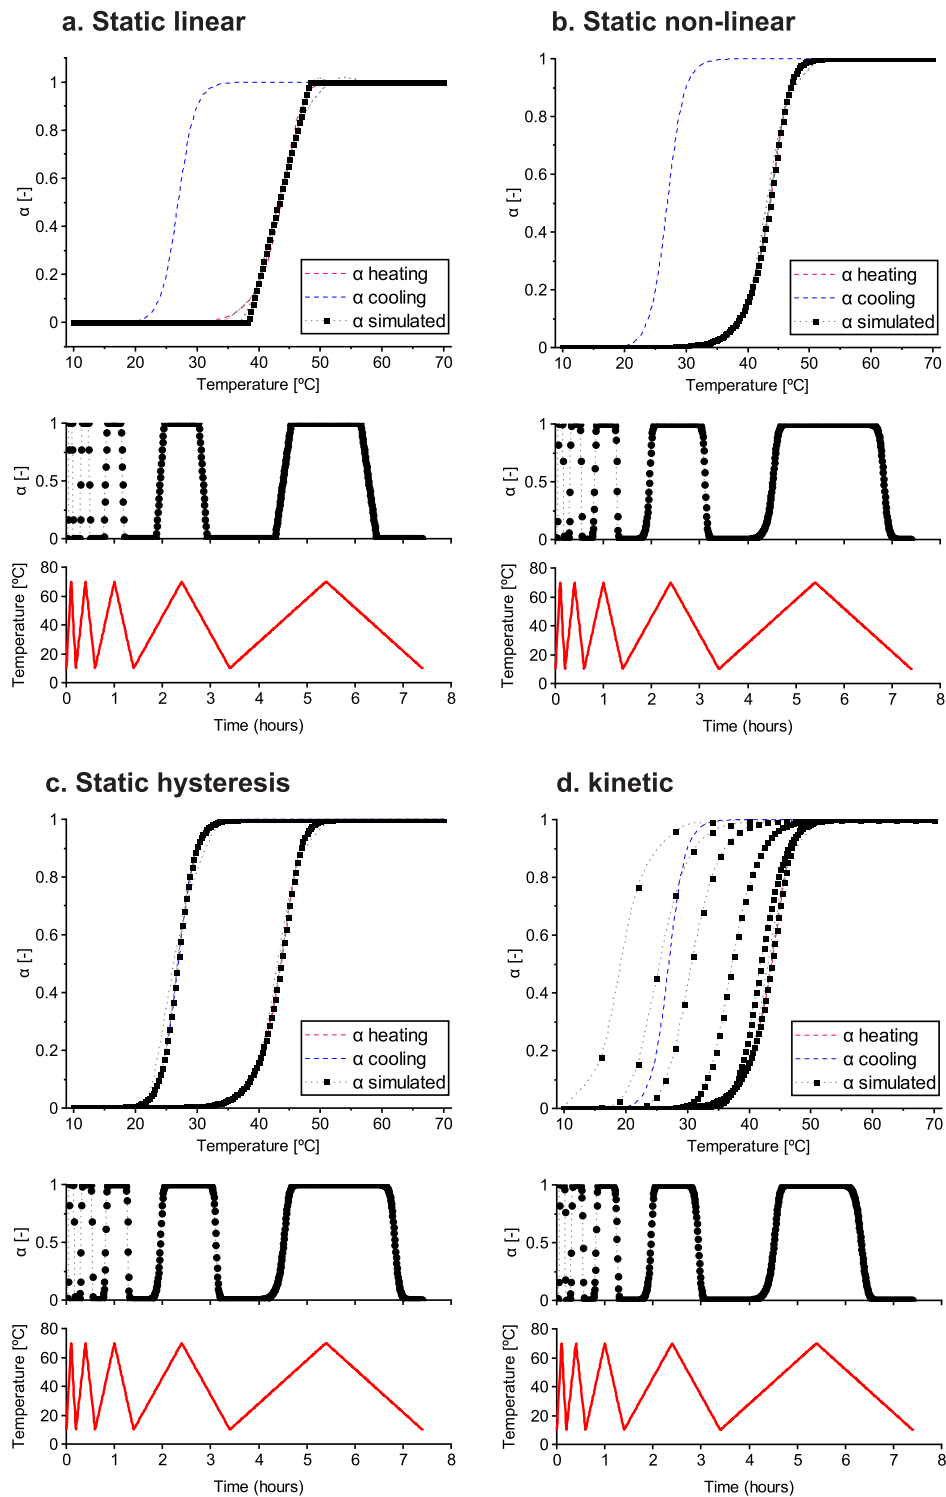 a. Static linear
1
0.8
0.6
0.4
0.2
0
α [-]
α heating
α cooling
α simulated
10 20 30 40 50 60 70
Temperature [ºC]
1
0.5
0
α [-]
80
60
40
20
0
Temperature [ºC]
0 1 2 3 4 5 6 7 8
Time (hours)
b. Static non-linear
1
0.8
0.6
0.4
0.2
0
α [-]
α heating
α cooling
α simulated
10 20 30 40 50 60 70
Temperature [ºC]
1
0.5
0
α [-]
80
60
40
20
0
Temperature [ºC]
0 1 2 3 4 5 6 7 8
Time (hours)
c. Static hysteresis
1
0.8
0.6
0.4
0.2
0
α [-]
α heating
α cooling
α simulated
10 20 30 40 50 60 70
Temperature [ºC]
1
0.5
0
α [-]
80
60
40
20
0
Temperature [ºC]
0 1 2 3 4 5 6 7 8
Time (hours)
d. kinetic
1
0.8
0.6
0.4
0.2
0
α [-]
α heating
α cooling
α simulated
10 20 30 40 50 60 70
Temperature [ºC]
1
0.5
0
α [-]
80
60
40
20
0
Temperature [ºC]
0 1 2 3 4 5 6 7 8
Time (hours)